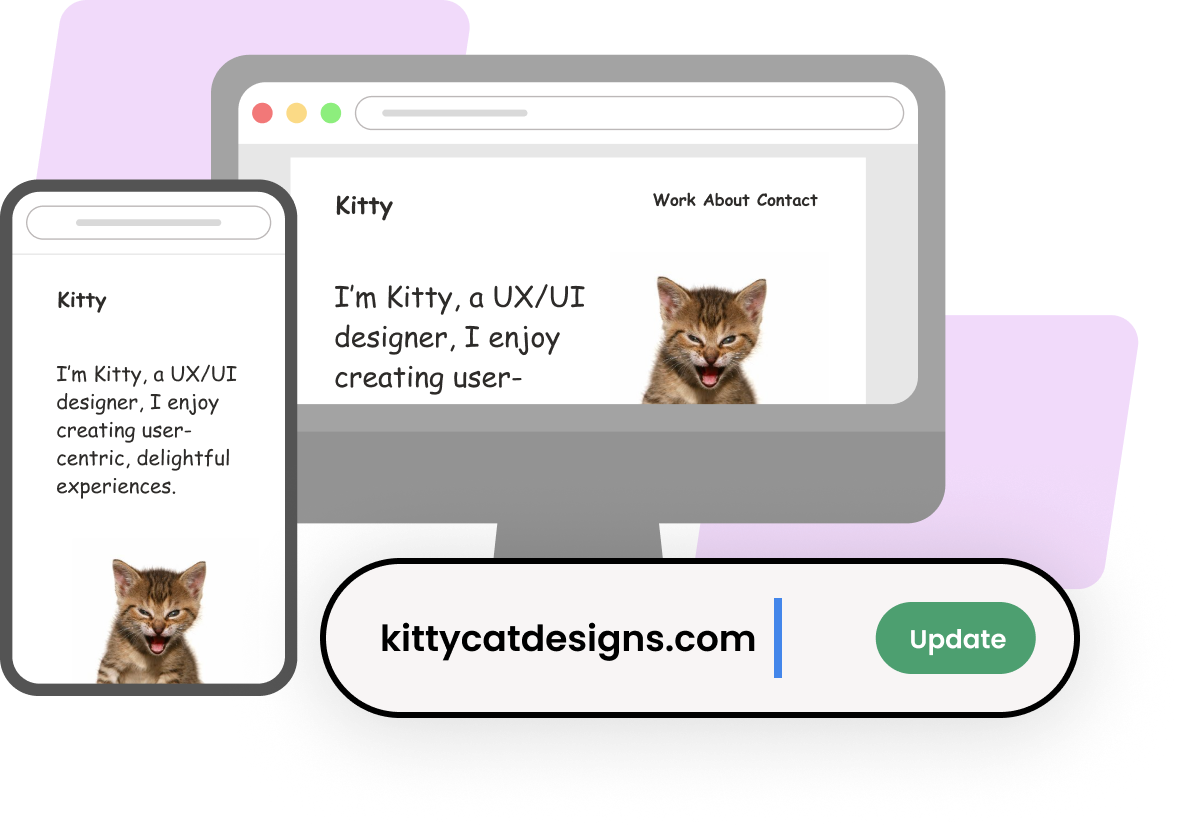 Kitty
Work About Contact
I'm Kitty, a UX/UI
designer, I enjoy
creating user-
Kitty
I'm Kitty, a UX/UI
designer, I enjoy
creating user-
centric, delightful
experiences.
kittycatdesigns.com
Update